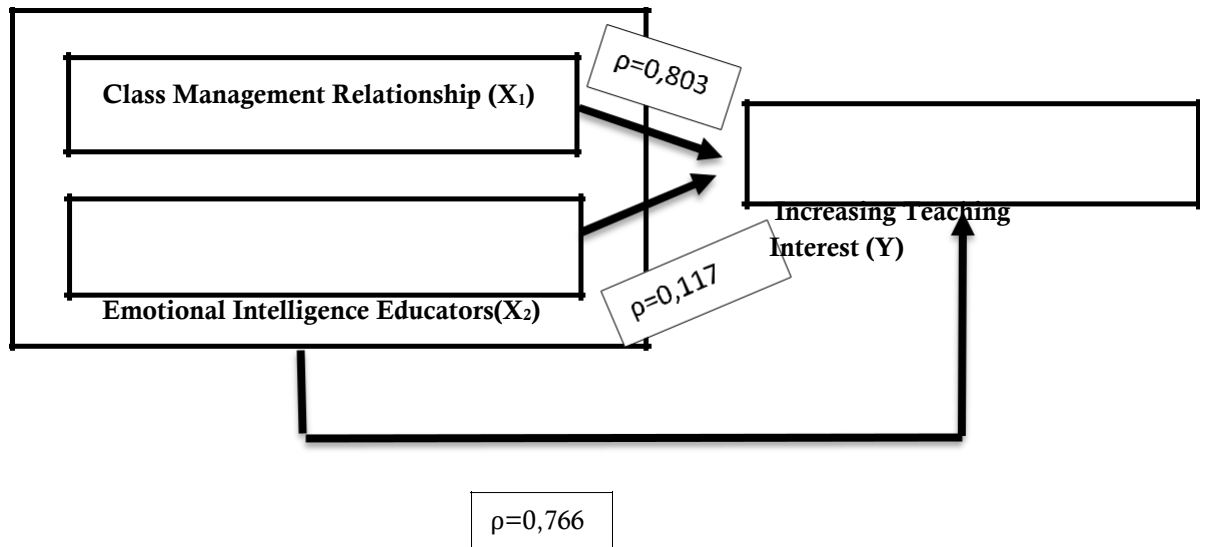 ρ=0,803
Class Management Relationship (X₁)
Increasing Teaching
Interest (Y)
ρ=0,117
Emotional Intelligence Educators(X₂)
ρ=0,766